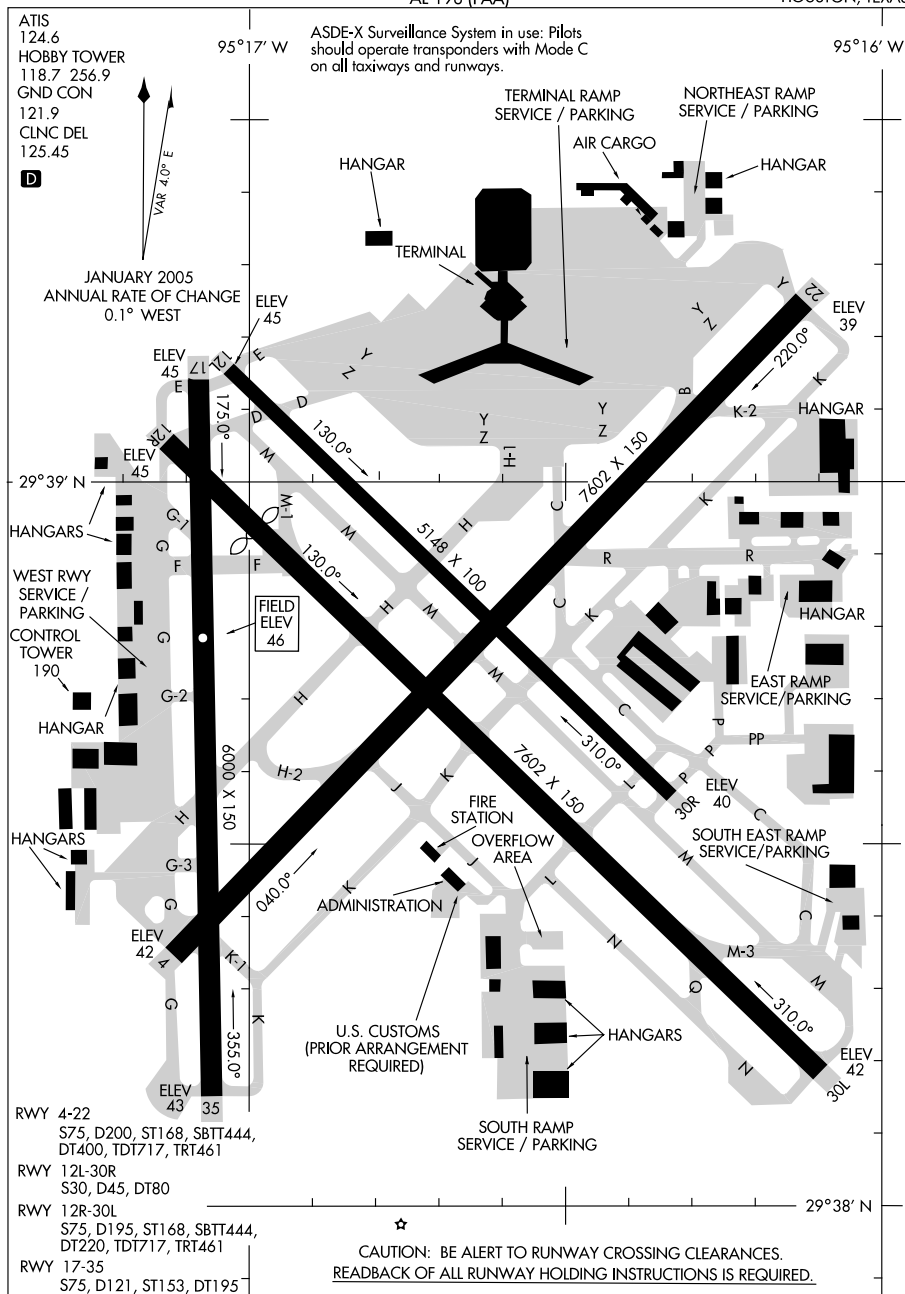 AL-198 (FAA)
HOUSTON, TEXAS
ATIS
124.6
HOBBY TOWER
118.7 256.9
GND CON
121.9
CLNC DEL
125.45
D
VAR 4.0° E
JANUARY 2005
ANNUAL RATE OF CHANGE
0.1° WEST
95°17' W
ASDE-X Surveillance System in use: Pilots
should operate transponders with Mode C
on all taxiways and runways.
95°16' W
TERMINAL RAMP
SERVICE / PARKING
NORTHEAST RAMP
SERVICE / PARKING
AIR CARGO
HANGAR
HANGAR
TERMINAL
ELEV
45
ELEV
45
ELEV
45
ELEV
39
17
12L
12R
22
E
E
D
D
Y
Z
Y
Z
Y
Z
Y
Z
Y
B
K-2
K
175.0°
130.0°
220.0°
HANGAR
29°39' N
HANGARS
G-1
G
M
M-1
H-1
C
7602 X 150
K
M
H
5148 X 100
130.0°
F
F
R
R
WEST RWY
SERVICE /
PARKING
CONTROL
TOWER
190
HANGAR
FIELD
ELEV
46
H
M
C
K
HANGAR
EAST RAMP
SERVICE/PARKING
G
G-2
H
M
C
P
P
PP
6000 X 150
H-2
J
K
7602 X 150
310.0°
L
P
30R
ELEV
40
C
FIRE
STATION
OVERFLOW
AREA
SOUTH EAST RAMP
SERVICE/PARKING
HANGARS
H
G-3
G
040.0°
K
ADMINISTRATION
J
L
M
C
ELEV
42
4
K-1
N
M-3
M
G
K
355.0°
U.S. CUSTOMS
(PRIOR ARRANGEMENT
REQUIRED)
HANGARS
Q
310.0°
N
ELEV
42
30L
ELEV
43
35
SOUTH RAMP
SERVICE / PARKING
RWY 4-22
S75, D200, ST168, SBTT444,
DT400, TDT717, TRT461
RWY 12L-30R
S30, D45, DT80
RWY 12R-30L
S75, D195, ST168, SBTT444,
DT220, TDT717, TRT461
RWY 17-35
S75, D121, ST153, DT195
29°38' N
CAUTION: BE ALERT TO RUNWAY CROSSING CLEARANCES.
READBACK OF ALL RUNWAY HOLDING INSTRUCTIONS IS REQUIRED.